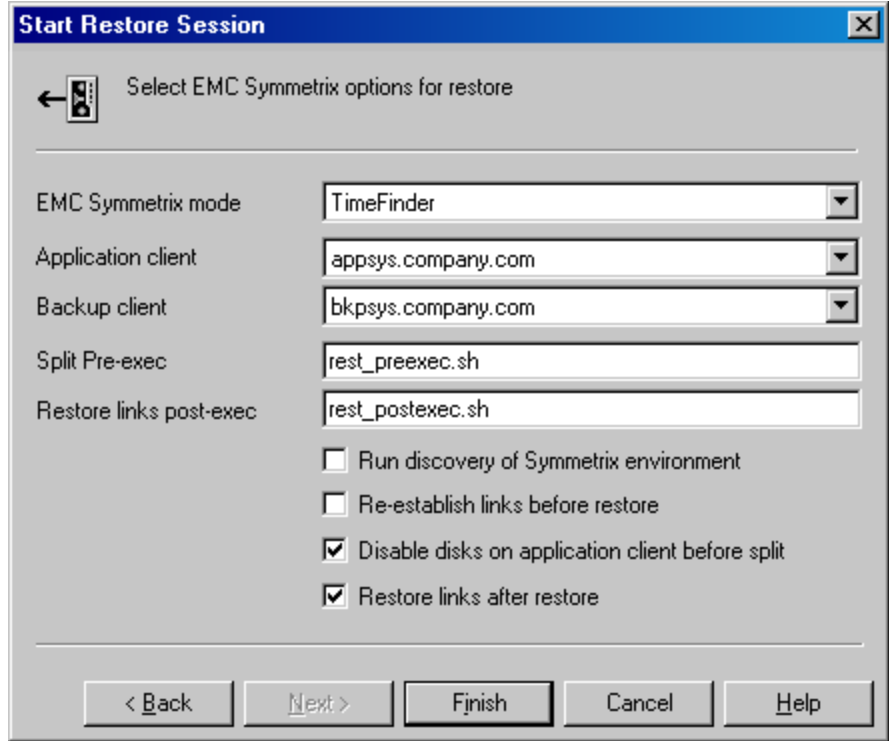 Start Restore Session
Select EMC Symmetrix options for restore
EMC Symmetrix mode TimeFinder
Application client appsys.company.com
Backup client bkpsys.company.com
Split Pre-exec rest_preexec.sh
Restore links post-exec rest_postexec.sh
Run discovery of Symmetrix environment
Re-establish links before restore
Disable disks on application client before split
Restore links after restore
< Back Next > Finish Cancel Help